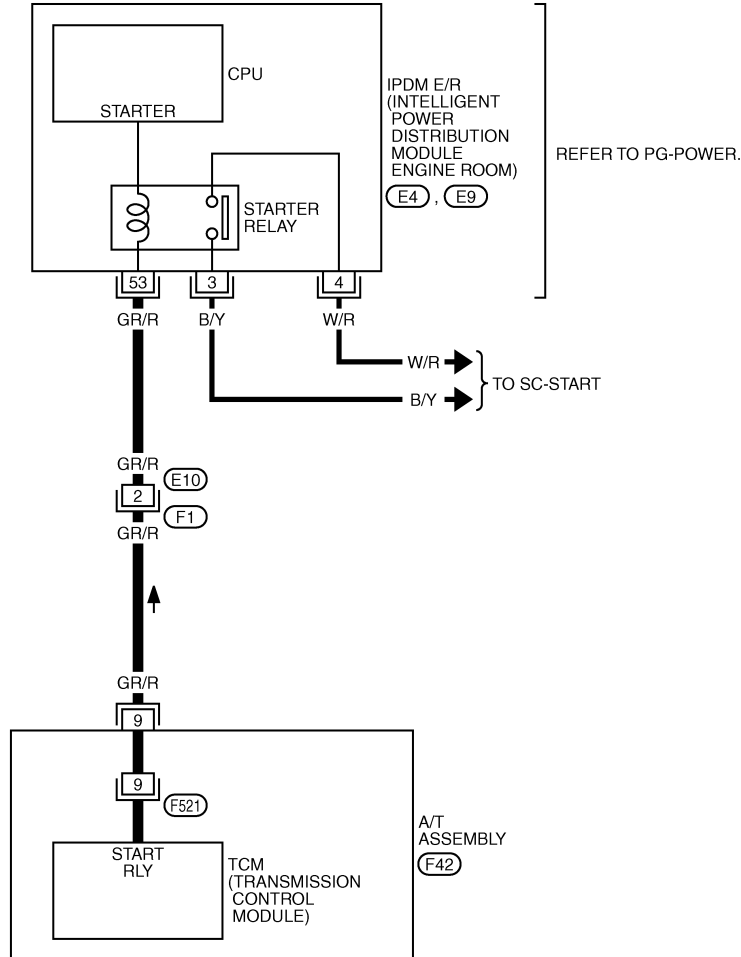 CPU
STARTER
IPDM E/R
(INTELLIGENT
POWER
DISTRIBUTION
MODULE
ENGINE ROOM)
E4 , E9
REFER TO PG-POWER.
STARTER
RELAY
53
3
4
GR/R
B/Y
W/R
W/R
B/Y
TO SC-START
GR/R
E10
2
F1
GR/R
GR/R
9
9
F521
A/T
ASSEMBLY
F42
START
RLY
TCM
(TRANSMISSION
CONTROL
MODULE)